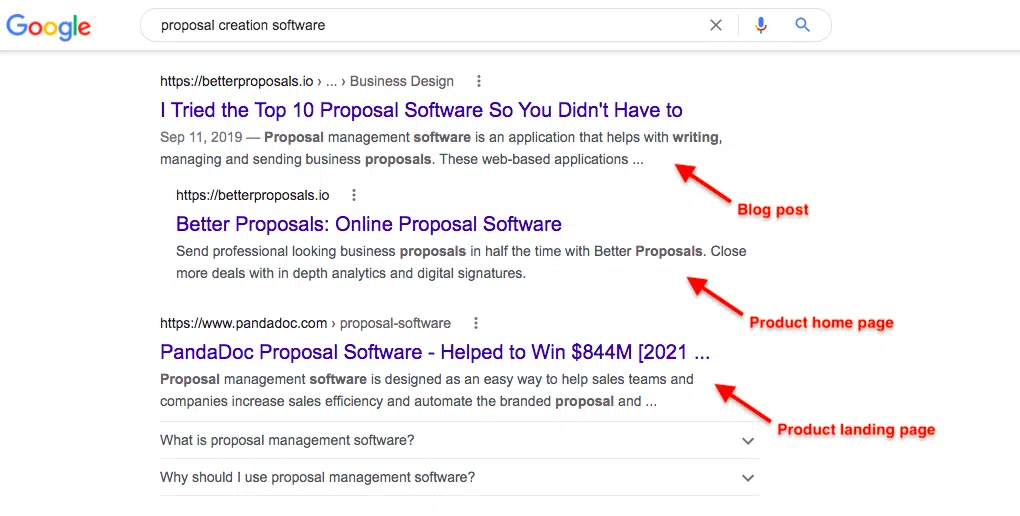 Google
proposal creation software
https://betterproposals.io › ... › Business Design
I Tried the Top 10 Proposal Software So You Didn't Have to
Sep 11, 2019 — Proposal management software is an application that helps with writing,
managing and sending business proposals. These web-based applications ...
Blog post
https://betterproposals.io
Better Proposals: Online Proposal Software
Send professional looking business proposals in half the time with Better Proposals. Close
more deals with in depth analytics and digital signatures.
Product home page
https://www.pandadoc.com › proposal-software
PandaDoc Proposal Software - Helped to Win $844M [2021 ...
Proposal management software is designed as an easy way to help sales teams and
companies increase sales efficiency and automate the branded proposal and ...
Product landing page
What is proposal management software?
Why should I use proposal management software?